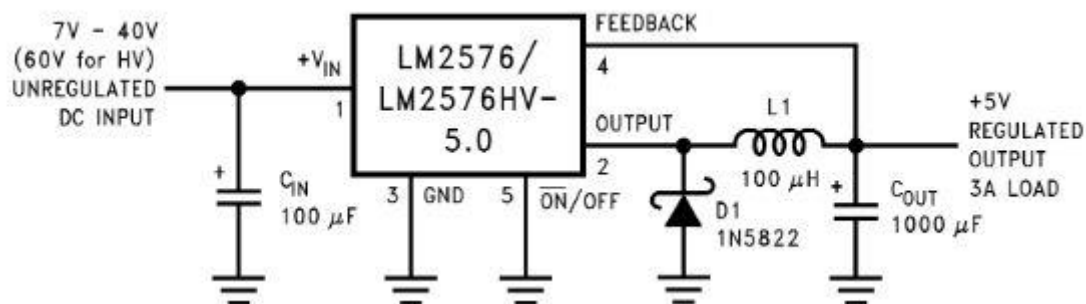 7V - 40V
(60V for HV)
UNREGULATED
DC INPUT
+VIN
1
LM2576/
LM2576HV-
5.0
FEEDBACK
4
OUTPUT
2
L1
100 μH
+5V
REGULATED
OUTPUT
3A LOAD
+
CIN
100 μF
3
GND
5
ON/OFF
D1
1N5822
+
COUT
1000 μF